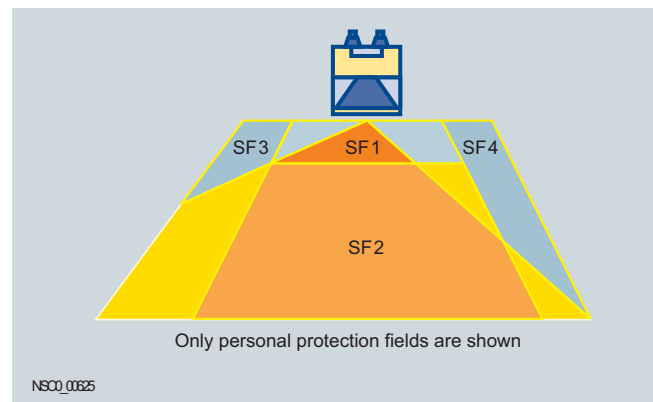 SF3 SF1 SF4
SF2
Only personal protection fields are shown
NSC0_00625